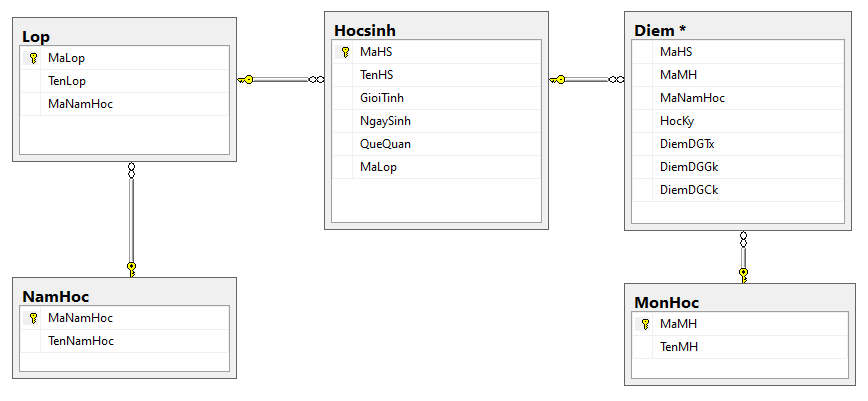 Lop
MaLop
TenLop
MaNamHoc
Hocsinh
MaHS
TenHS
GioiTinh
NgaySinh
QueQuan
MaLop
Diem *
MaHS
MaMH
MaNamHoc
HocKy
DiemDGTx
DiemDGGk
DiemDGCk
NamHoc
MaNamHoc
TenNamHoc
MonHoc
MaMH
TenMH